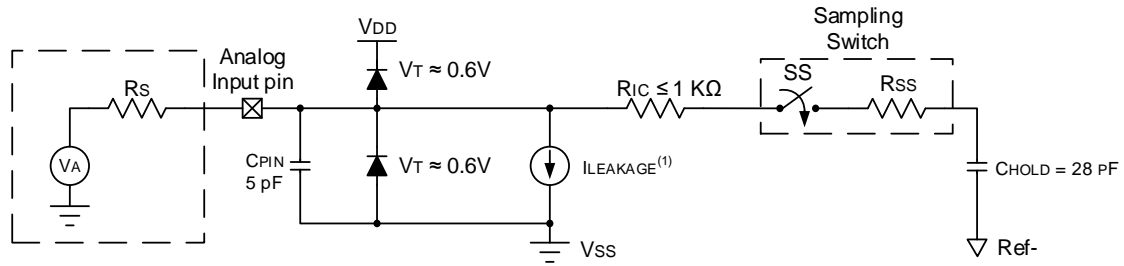 Sampling
Switch
VDD
Analog
Input pin
VT ≈ 0.6V
RS
RIC ≤ 1 KΩ
SS
RSS
VA
CPIN
5 pF
VT ≈ 0.6V
ILEAKAGE(1)
CHOLD = 28 PF
VSS
Ref-